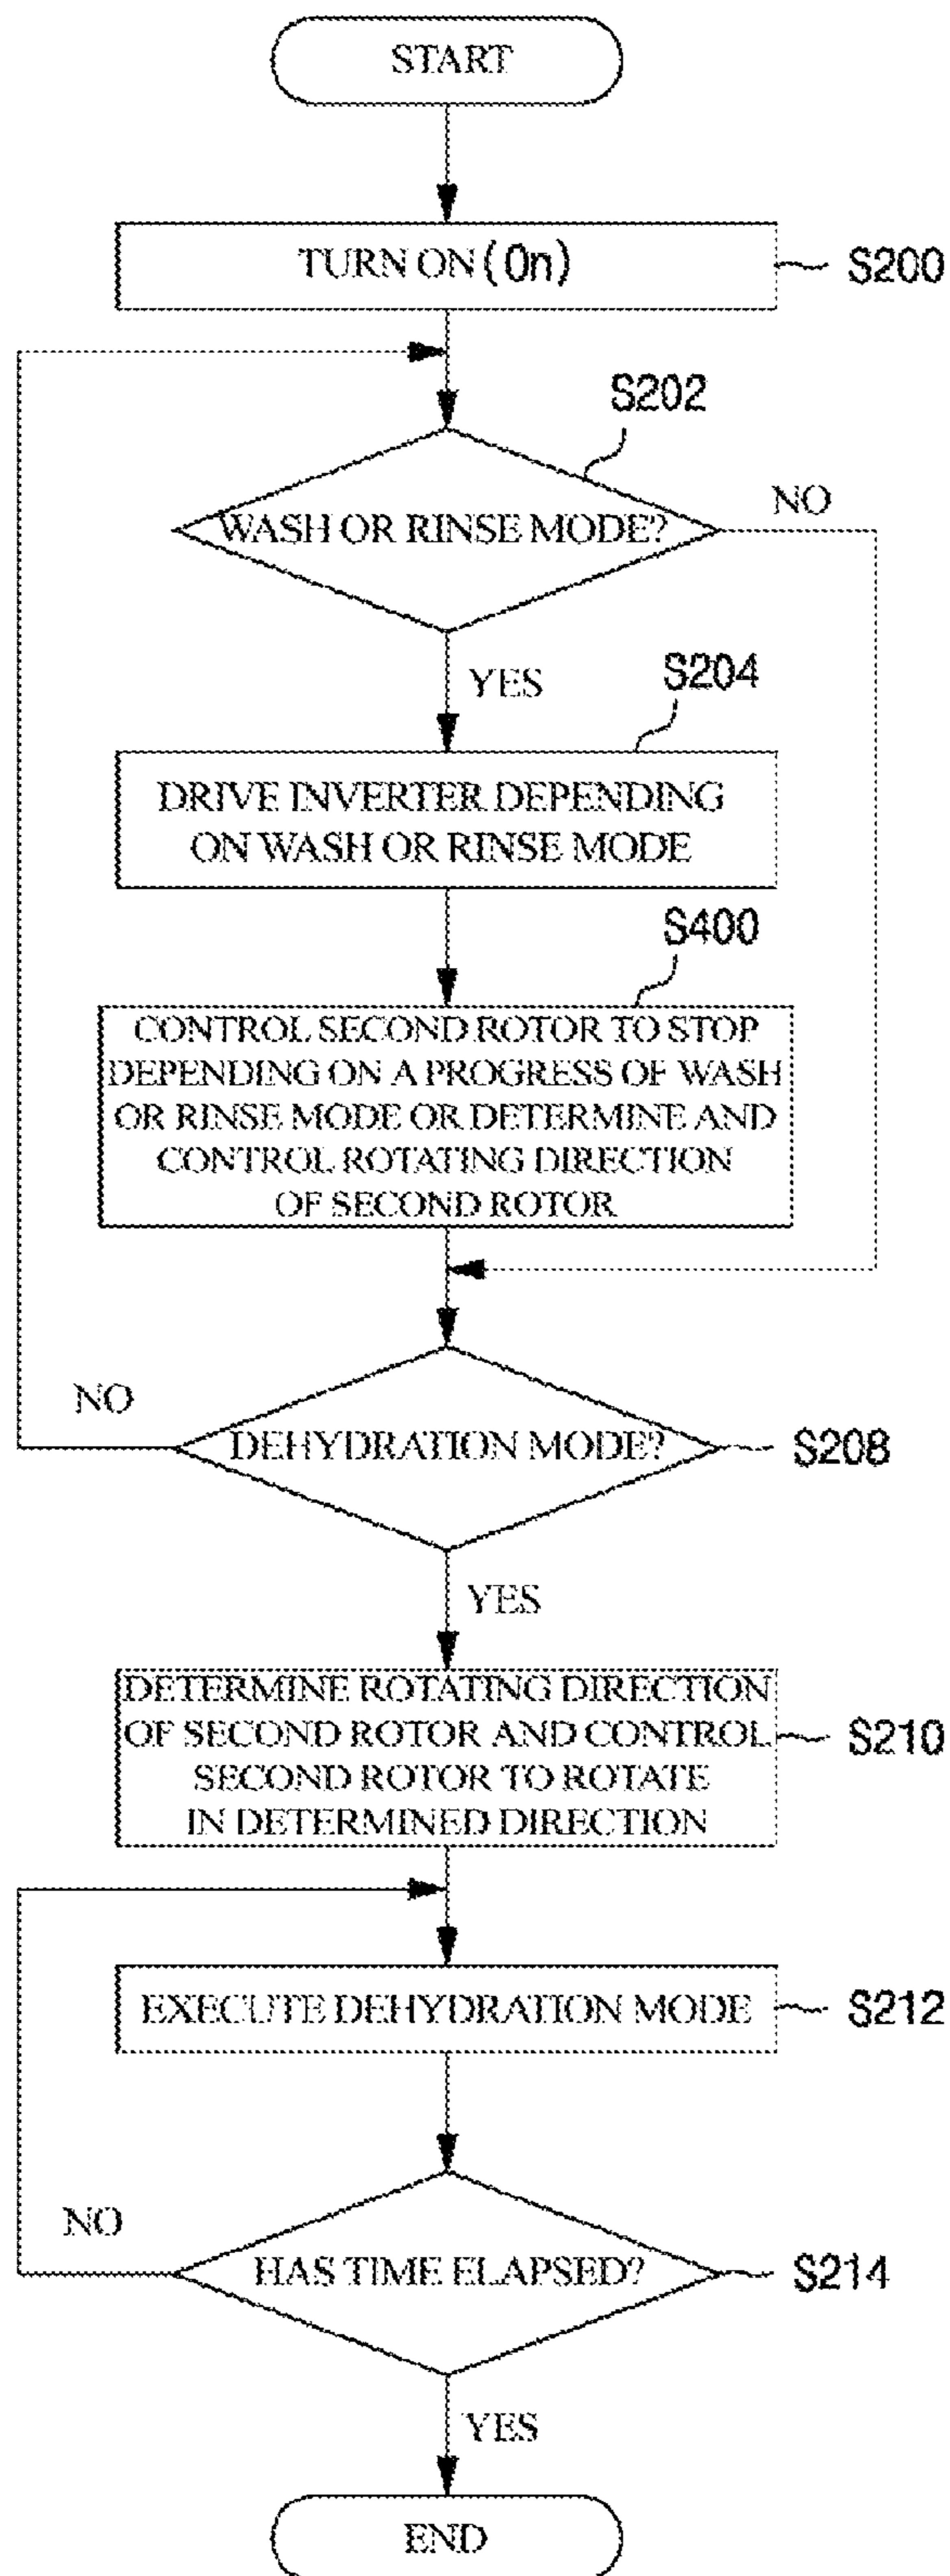 START
TURN ON (On)
S200
S202
WASH OR RINSE MODE?
NO
YES
S204
DRIVE INVERTER DEPENDING
ON WASH OR RINSE MODE
S400
CONTROL SECOND ROTOR TO STOP
DEPENDING ON A PROGRESS OF WASH
OR RINSE MODE OR DETERMINE AND
CONTROL ROTATING DIRECTION
OF SECOND ROTOR
NO
DEHYDRATION MODE?
S208
YES
DETERMINE ROTATING DIRECTION
OF SECOND ROTOR AND CONTROL
SECOND ROTOR TO ROTATE
IN DETERMINED DIRECTION
S210
EXECUTE DEHYDRATION MODE
S212
NO
HAS TIME ELAPSED?
S214
YES
END